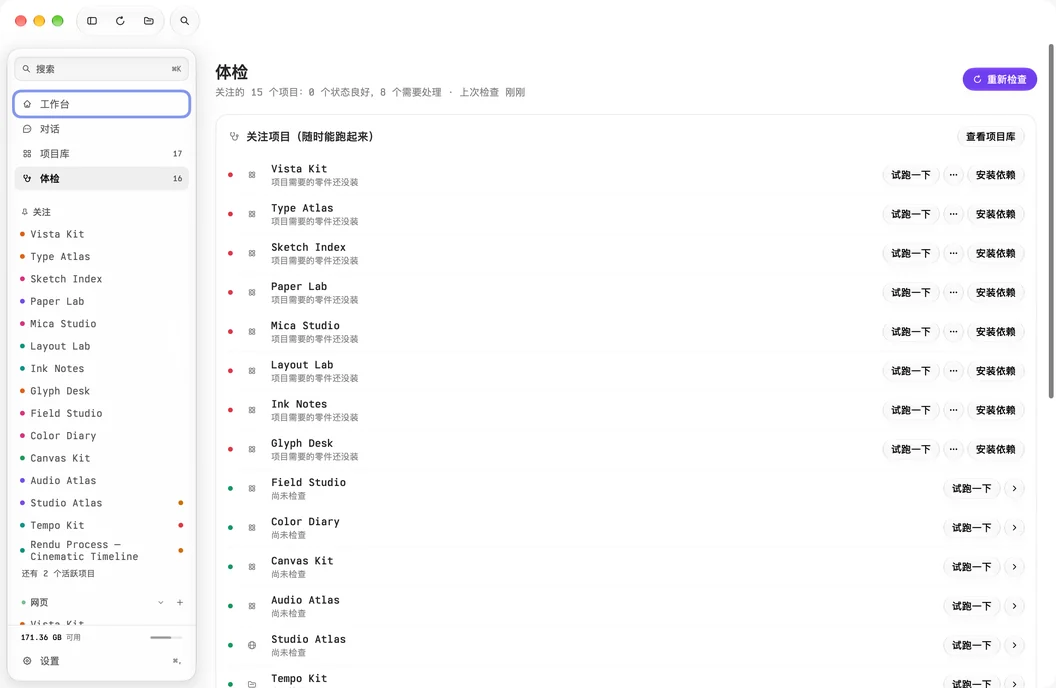 搜索 ⌘K
工作台
对话
项目库 17
体检 16
关注
Vista Kit
Type Atlas
Sketch Index
Paper Lab
Mica Studio
Layout Lab
Ink Notes
Glyph Desk
Field Studio
Color Diary
Canvas Kit
Audio Atlas
Studio Atlas
Tempo Kit
Rendu Process —
Cinematic Timeline
还有 2 个活跃项目
网页
Vista Kit
171.36 GB 可用
设置 ⌘,
体检
关注的 15 个项目: 0 个状态良好, 8 个需要处理 · 上次检查 刚刚
重新检查
关注项目（随时能跑起来）
查看项目库
Vista Kit
项目需要的零件还没装
试跑一下 ··· 安装依赖
Type Atlas
项目需要的零件还没装
试跑一下 ··· 安装依赖
Sketch Index
项目需要的零件还没装
试跑一下 ··· 安装依赖
Paper Lab
项目需要的零件还没装
试跑一下 ··· 安装依赖
Mica Studio
项目需要的零件还没装
试跑一下 ··· 安装依赖
Layout Lab
项目需要的零件还没装
试跑一下 ··· 安装依赖
Ink Notes
项目需要的零件还没装
试跑一下 ··· 安装依赖
Glyph Desk
项目需要的零件还没装
试跑一下 ··· 安装依赖
Field Studio
尚未检查
试跑一下
Color Diary
尚未检查
试跑一下
Canvas Kit
尚未检查
试跑一下
Audio Atlas
尚未检查
试跑一下
Studio Atlas
尚未检查
试跑一下
Tempo Kit
试跑一下